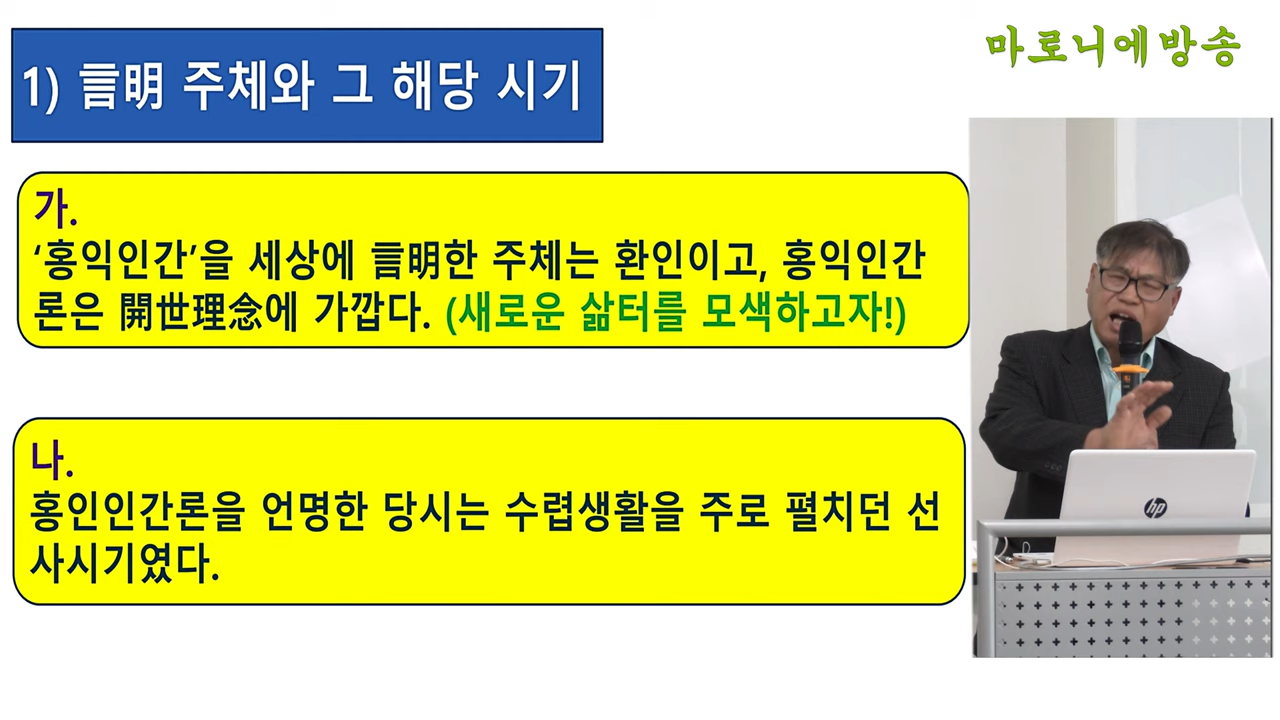 마로니에방송
1) 言明 주체와 그 해당 시기
가.
‘홍익인간’을 세상에 言明한 주체는 환인이고, 홍익인간
론은 開世理念에 가깝다. (새로운 삶터를 모색하고자!)
나.
홍인인간론을 언명한 당시는 수렵생활을 주로 펼치던 선
사시기였다.
hp